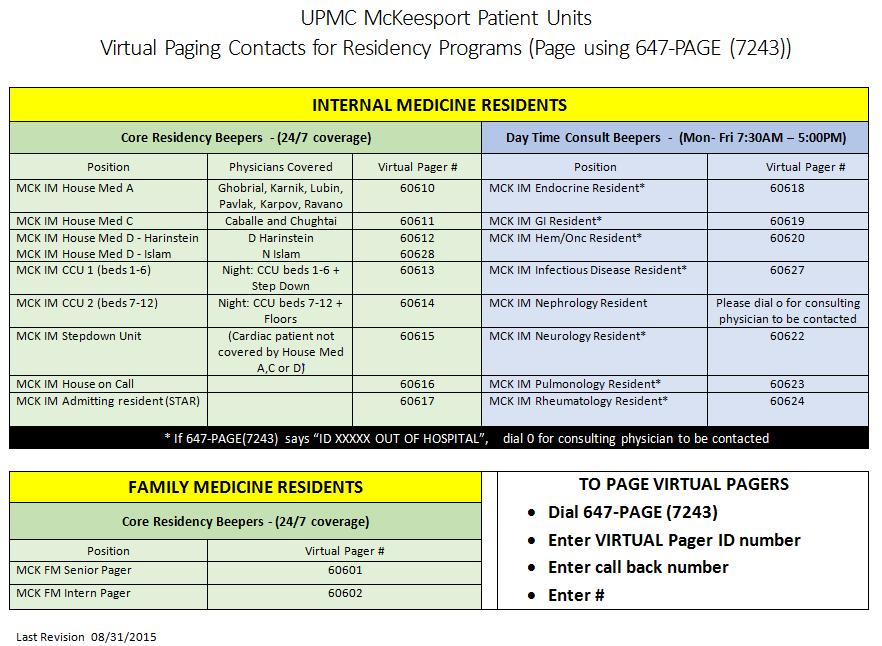 UPMC McKeesport Patient Units
Virtual Paging Contacts for Residency Programs (Page using 647-PAGE (7243))
INTERNAL MEDICINE RESIDENTS
Core Residency Beepers - (24/7 coverage)
Day Time Consult Beepers - (Mon- Fri 7:30AM – 5:00PM)
Position Physicians Covered Virtual Pager # Position Virtual Pager #
MCK IM House Med A Ghobrial, Karnik, Lubin, 60610 MCK IM Endocrine Resident* 60618
Pavlak, Karpov, Ravano
MCK IM House Med C Caballe and Chughtai 60611 MCK IM GI Resident* 60619
MCK IM House Med D - Harinstein D Harinstein 60612 MCK IM Hem/Onc Resident* 60620
MCK IM House Med D - Islam N Islam 60628
MCK IM CCU 1 (beds 1-6) Night: CCU beds 1-6 + 60613 MCK IM Infectious Disease Resident* 60627
Step Down
MCK IM CCU 2 (beds 7-12) Night: CCU beds 7-12 + 60614 MCK IM Nephrology Resident Please dial o for consulting
Floors physician to be contacted
MCK IM Stepdown Unit (Cardiac patient not 60615 MCK IM Neurology Resident* 60622
covered by House Med
A,C or D)
MCK IM House on Call 60616 MCK IM Pulmonology Resident* 60623
MCK IM Admitting resident (STAR) 60617 MCK IM Rheumatology Resident* 60624
* If 647-PAGE(7243) says “ID XXXXX OUT OF HOSPITAL”, dial 0 for consulting physician to be contacted
FAMILY MEDICINE RESIDENTS
Core Residency Beepers - (24/7 coverage)
Position Virtual Pager #
MCK FM Senior Pager 60601
MCK FM Intern Pager 60602
TO PAGE VIRTUAL PAGERS
• Dial 647-PAGE (7243)
• Enter VIRTUAL Pager ID number
• Enter call back number
• Enter #
Last Revision 08/31/2015